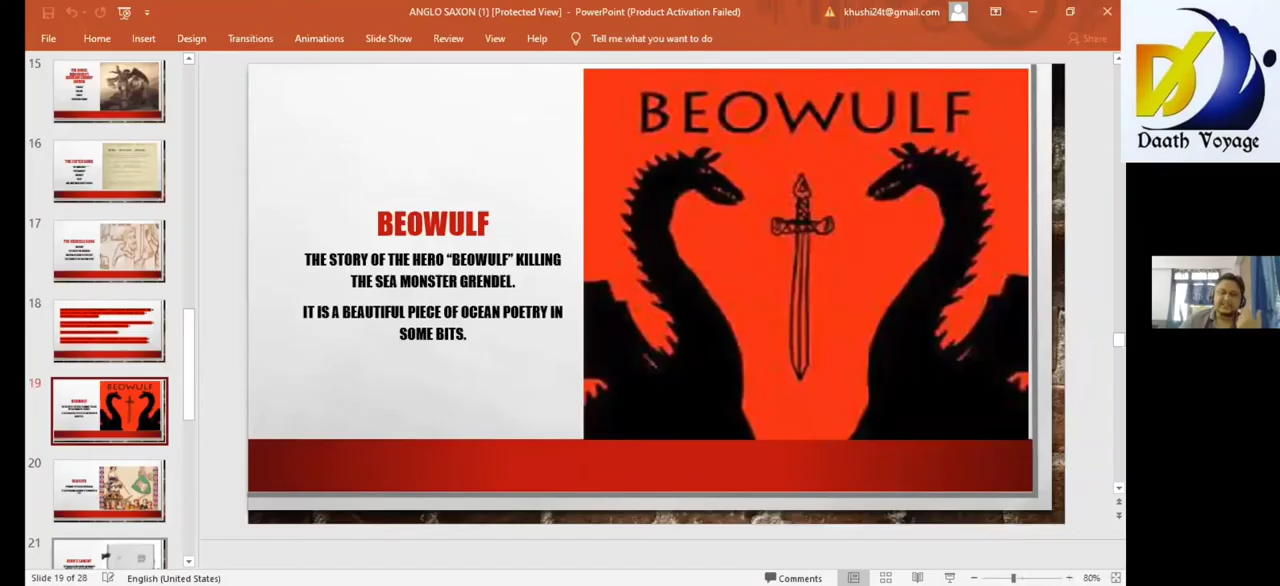 ANGLO SAXON (1) [Protected View] - PowerPoint (Product Activation Failed)
khushi24t@gmail.com
File Home Insert Design Transitions Animations Slide Show Review View Help Tell me what you want to do Share
15
16
17
18
19
20
21
BEOWULF
BEOWULF
THE STORY OF THE HERO “BEOWULF” KILLING
THE SEA MONSTER GRENDEL.
IT IS A BEAUTIFUL PIECE OF OCEAN POETRY IN
SOME BITS.
Daath Voyage
Slide 19 of 28 English (United States) Comments 80%